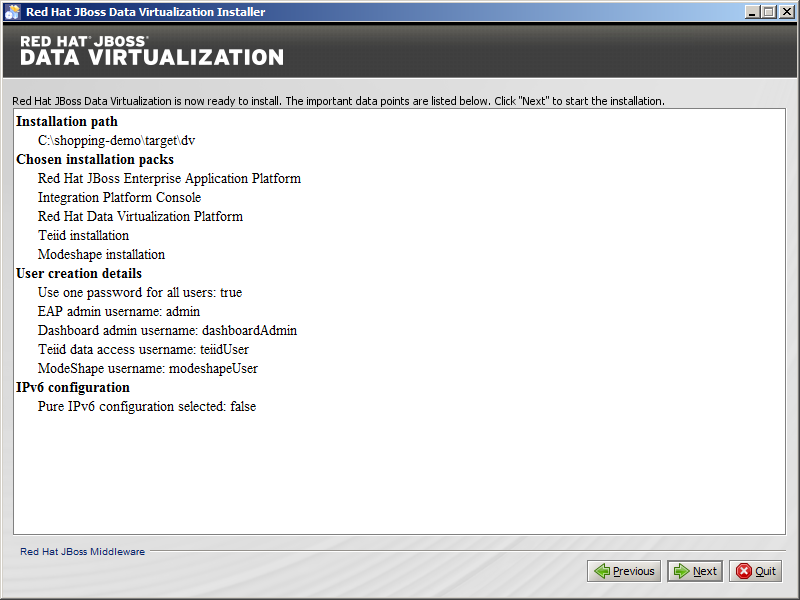 Red Hat JBoss Data Virtualization Installer
RED HAT® JBOSS®
DATA VIRTUALIZATION
Red Hat JBoss Data Virtualization is now ready to install. The important data points are listed below. Click "Next" to start the installation.
Installation path
C:\shopping-demo\target\dv
Chosen installation packs
Red Hat JBoss Enterprise Application Platform
Integration Platform Console
Red Hat Data Virtualization Platform
Teiid installation
Modeshape installation
User creation details
Use one password for all users: true
EAP admin username: admin
Dashboard admin username: dashboardAdmin
Teiid data access username: teiidUser
ModeShape username: modeshapeUser
IPv6 configuration
Pure IPv6 configuration selected: false
Red Hat JBoss Middleware
Previous
Next
Quit